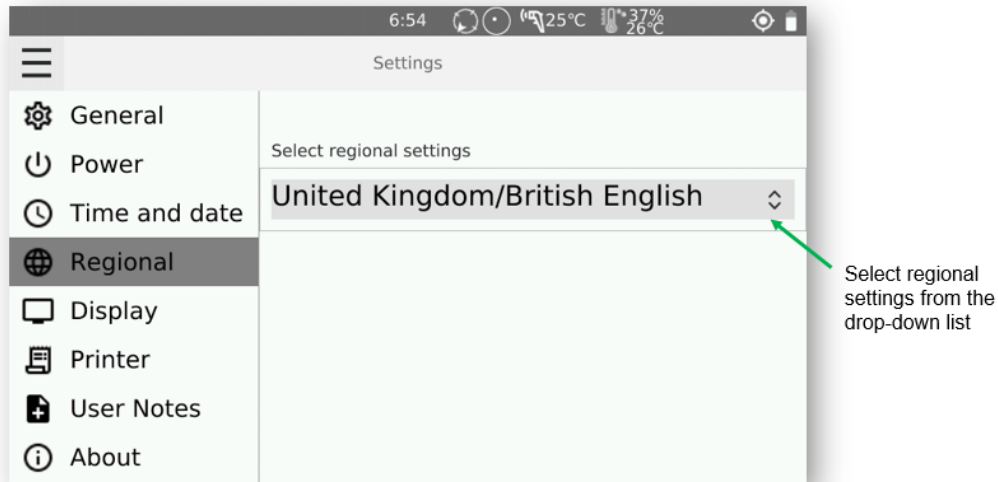 6:54 25°C 37%
26°C
Settings
General
Power
Time and date
Regional
Display
Printer
User Notes
About
Select regional settings
United Kingdom/British English
Select regional
settings from the
drop-down list